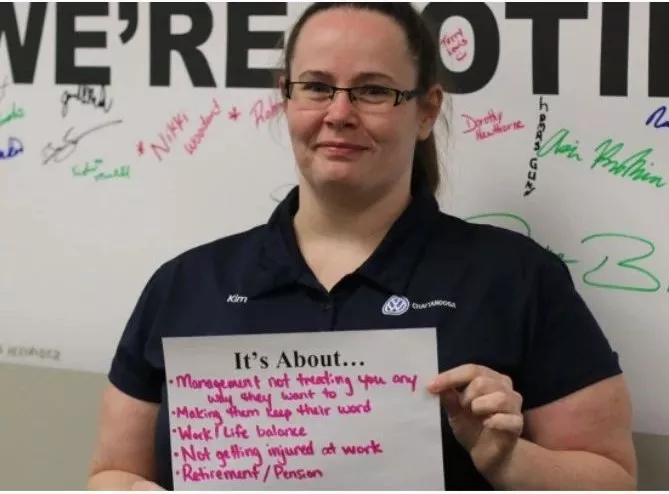 WE'RE OTIN
Terry Lewis
Nikki Woodard
Dorothy Hawthorne
Kim
CHATTANOOGA
It's About...
• Management not treating you any
way they want to
• Making them keep their word
• Work/Life balance
• Not getting injured at work
• Retirement/Pension